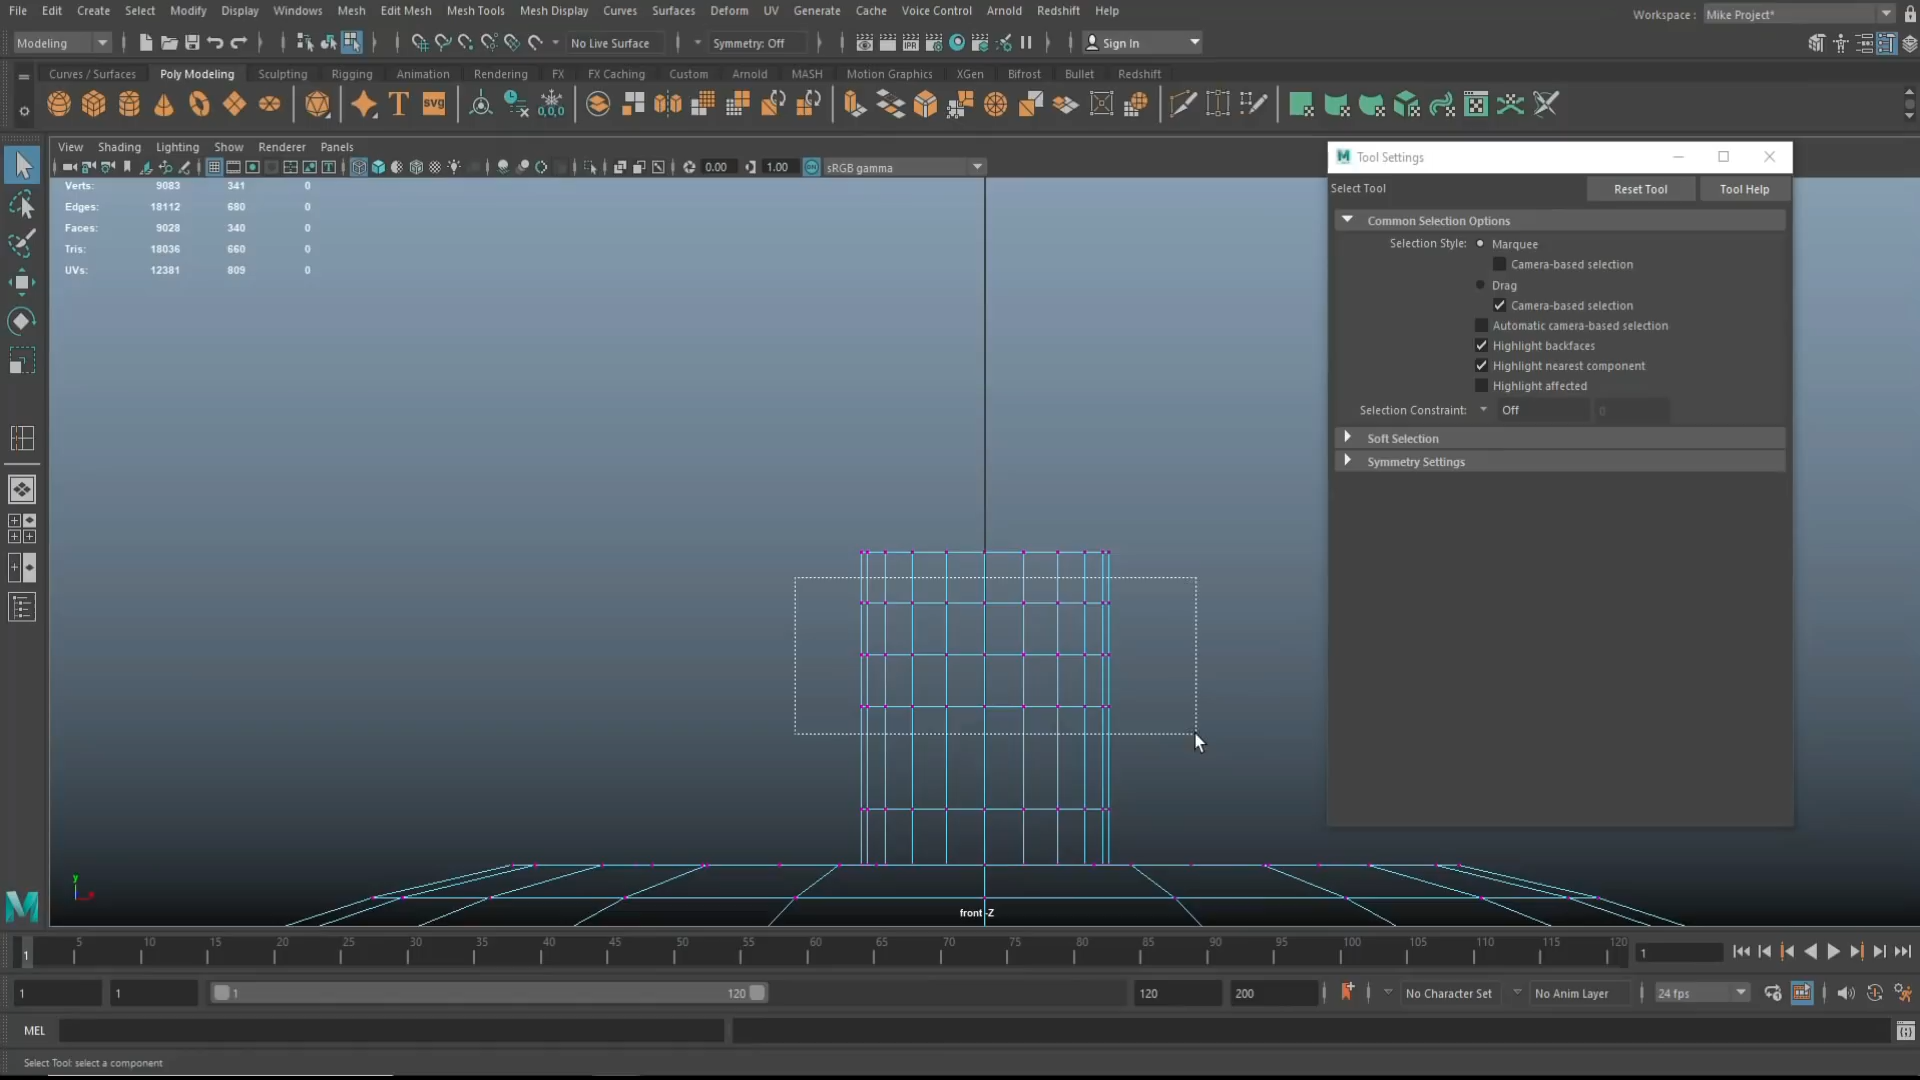 File Edit Create Select Modify Display Windows Mesh Edit Mesh Mesh Tools Mesh Display Curves Surfaces Deform UV Generate Cache Voice Control Arnold Redshift Help
Workspace : Mike Project*
Modeling No Live Surface Symmetry: Off IPR Sign In
Curves / Surfaces Poly Modeling Sculpting Rigging Animation Rendering FX FX Caching Custom Arnold MASH Motion Graphics XGen Bifrost Bullet Redshift
T svg 0,0,0
View Shading Lighting Show Renderer Panels
0.00 1.00 sRGB gamma
Verts: 9083 341 0
Edges: 18112 680 0
Faces: 9028 340 0
Tris: 18036 660 0
UVs: 12381 809 0
Tool Settings
Select Tool Reset Tool Tool Help
Common Selection Options
Selection Style: Marquee
Camera-based selection
Drag
Camera-based selection
Automatic camera-based selection
Highlight backfaces
Highlight nearest component
Highlight affected
Selection Constraint: Off 0
Soft Selection
Symmetry Settings
y
front -Z
1 5 10 15 20 25 30 35 40 45 50 55 60 65 70 75 80 85 90 95 100 105 110 115 120 1
1 1 1 120 120 200 No Character Set No Anim Layer 24 fps
MEL
Select Tool: select a component